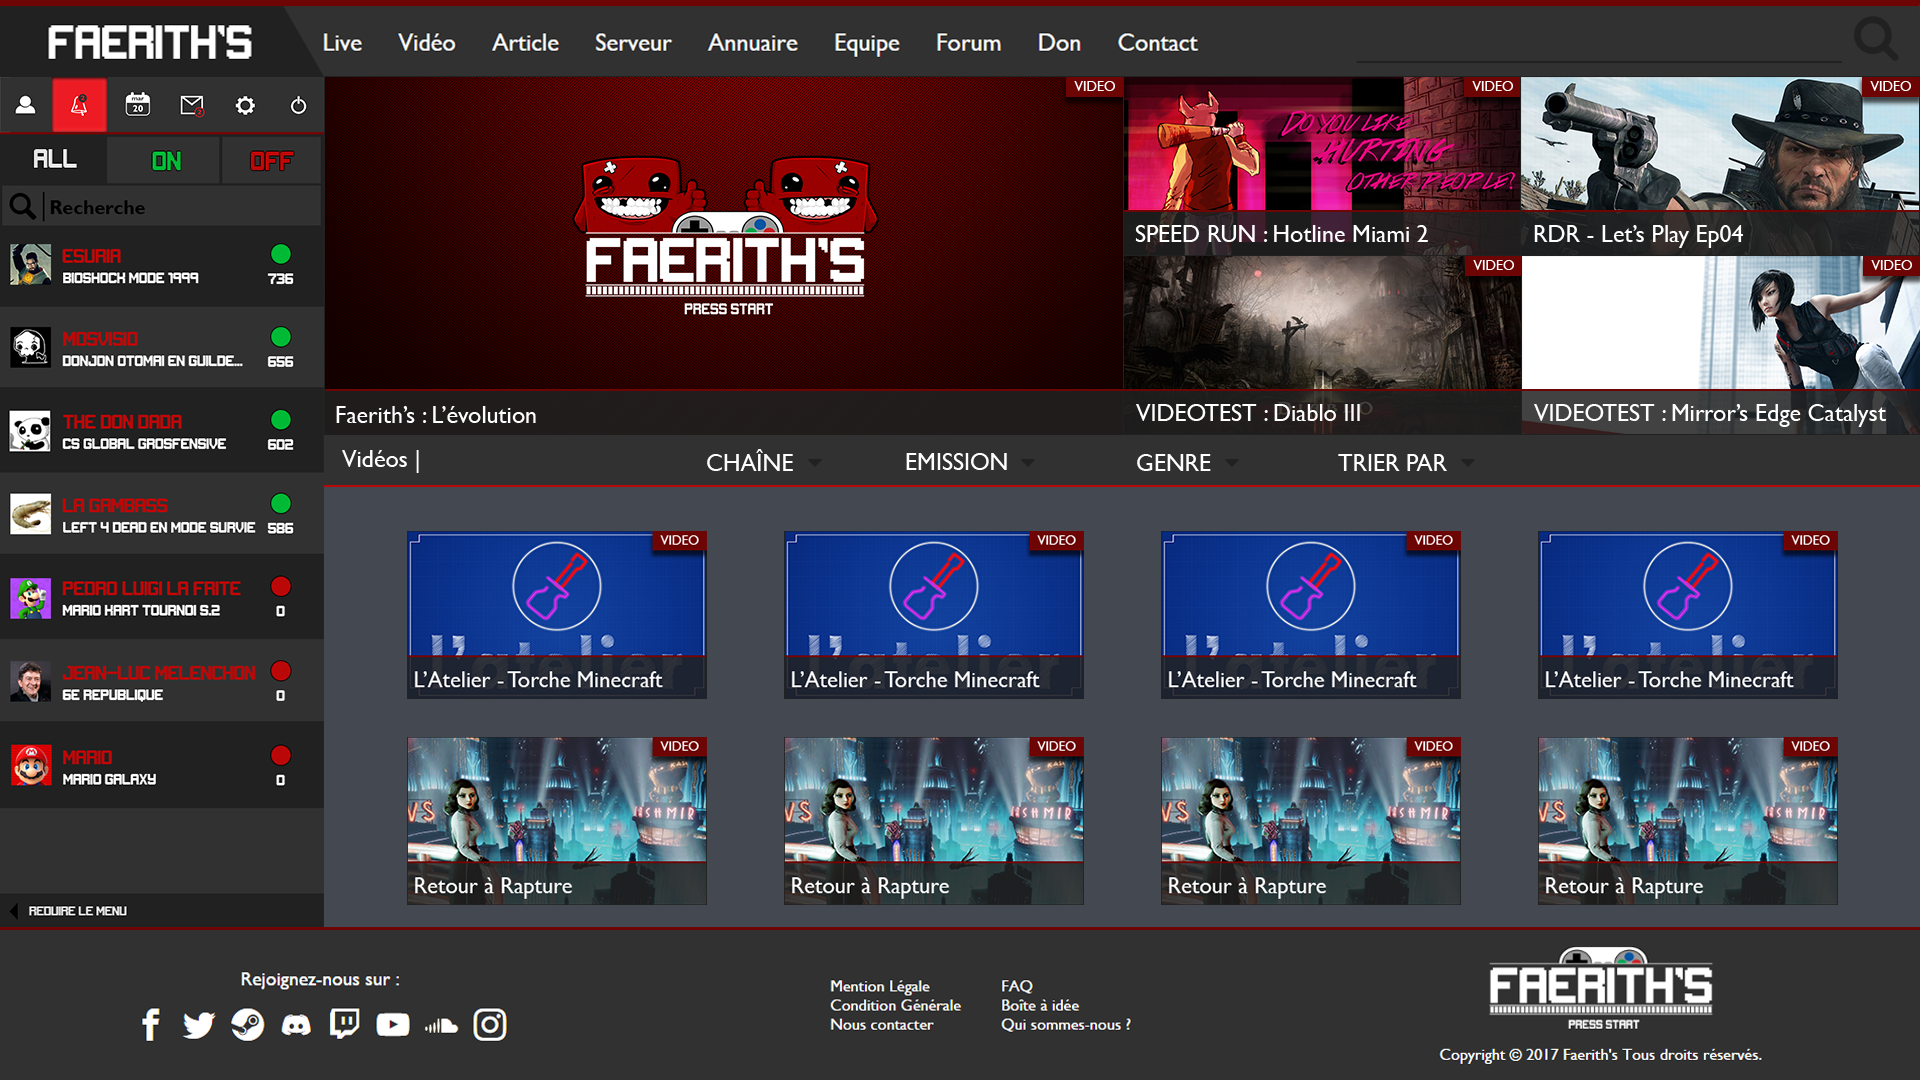 FAERITH'S
Live Vidéo Article Serveur Annuaire Equipe Forum Don Contact
20
ALL ON OFF
Recherche
ESURIA
BIOSHOCK MODE 1999
736
MOSVISIO
DONJON OTOMAI EN GUILDE...
656
THE DON DADA
CS GLOBAL GROSFENSIVE
602
LA GAMBASS
LEFT 4 DEAD EN MODE SURVIE
586
PEDRO LUIGI LA FRITE
MARIO KART TOURNOI S.2
0
JEAN-LUC MELENCHON
6E REPUBLIQUE
0
MARIO
MARIO GALAXY
0
REDUIRE LE MENU
VIDEO
FAERITH'S
PRESS START
Faerith's : L'évolution
VIDEO
DO YOU LIKE
HURTING
OTHER PEOPLE?
SPEED RUN : Hotline Miami 2
VIDEO
RDR - Let's Play Ep04
VIDEO
VIDEOTEST : Diablo III
VIDEO
VIDEOTEST : Mirror's Edge Catalyst
Vidéos | CHAÎNE EMISSION GENRE TRIER PAR
VIDEO
L'atelier
L'Atelier - Torche Minecraft
VIDEO
L'atelier
L'Atelier - Torche Minecraft
VIDEO
L'atelier
L'Atelier - Torche Minecraft
VIDEO
L'atelier
L'Atelier - Torche Minecraft
VIDEO
VS
Retour à Rapture
VIDEO
VS
Retour à Rapture
VIDEO
VS
Retour à Rapture
VIDEO
VS
Retour à Rapture
Rejoignez-nous sur :
Mention Légale
Condition Générale
Nous contacter
FAQ
Boîte à idée
Qui sommes-nous ?
FAERITH'S
PRESS START
Copyright © 2017 Faerith's Tous droits réservés.